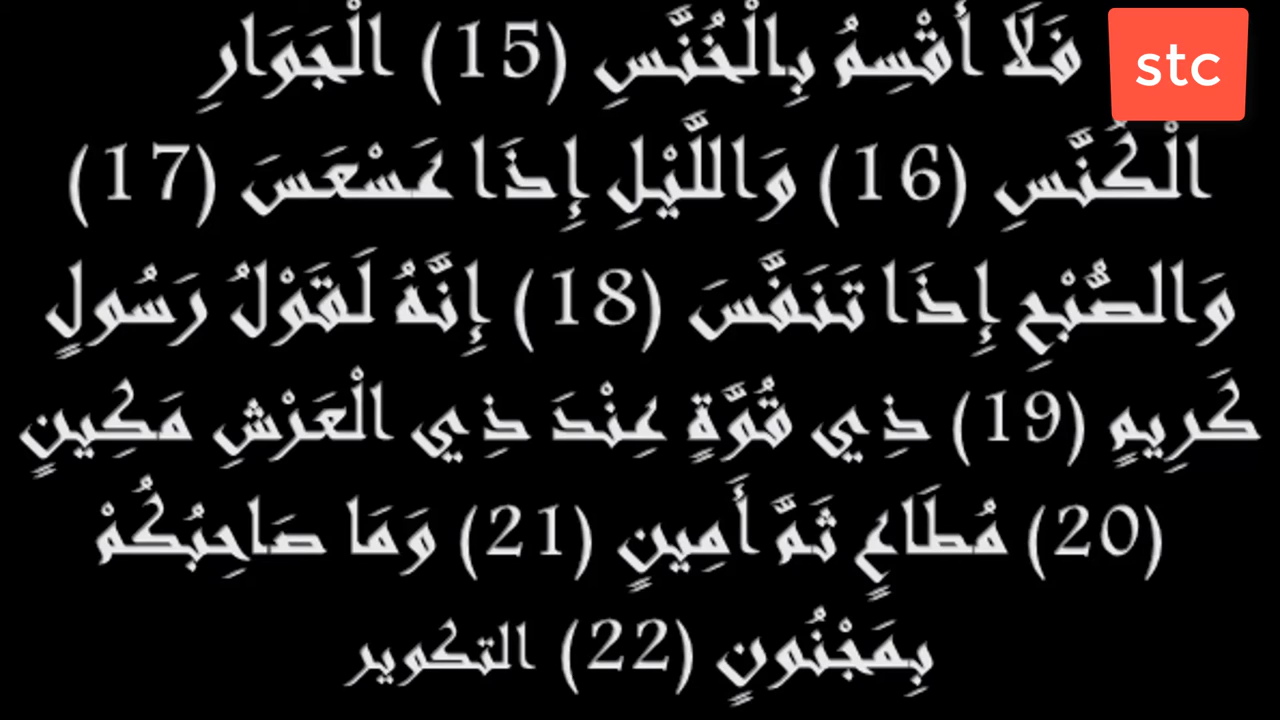 فَلَا أُقْسِمُ بِالْخُنَّسِ (15) الْجَوَارِ
stc
الْكُنَّسِ (16) وَاللَّيْلِ إِذَا عَسْعَسَ (17)
وَالصُّبْحِ إِذَا تَنَفَّسَ (18) إِنَّهُ لَقَوْلُ رَسُولٍ
كَرِيمٍ (19) ذِي قُوَّةٍ عِنْدَ ذِي الْعَرْشِ مَكِينٍ
(20) مُطَاعٍ ثَمَّ أَمِينٍ (21) وَمَا صَاحِبُكُمْ
بِمَجْنُونٍ (22) التكوير